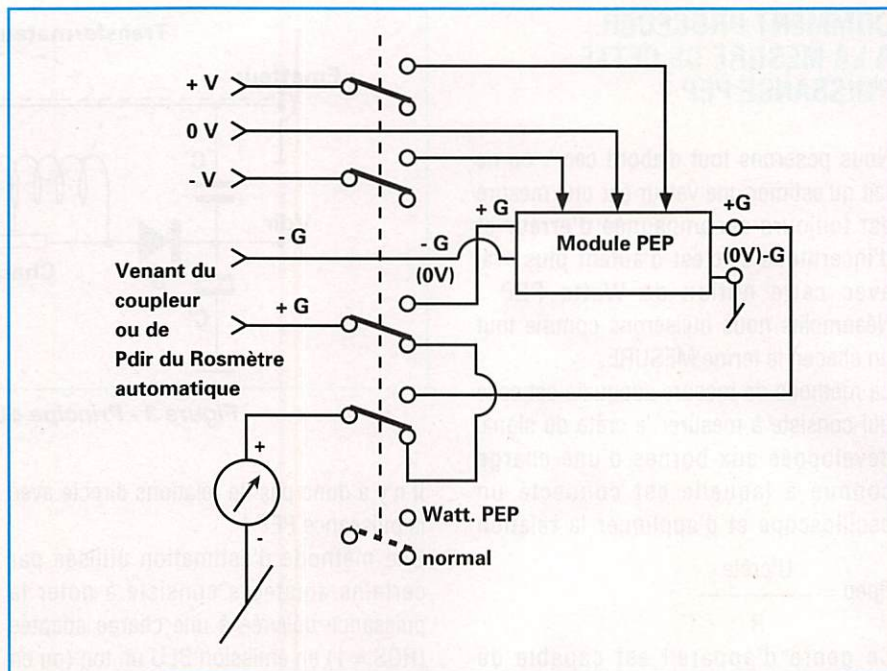 + V
0 V
- V
- G
+ G
- G
(0V)
+ G
Module PEP
+G
(0V)-G
Venant du
coupleur
ou de
Pdir du Rosmètre
automatique
+
-
Watt. PEP
normal